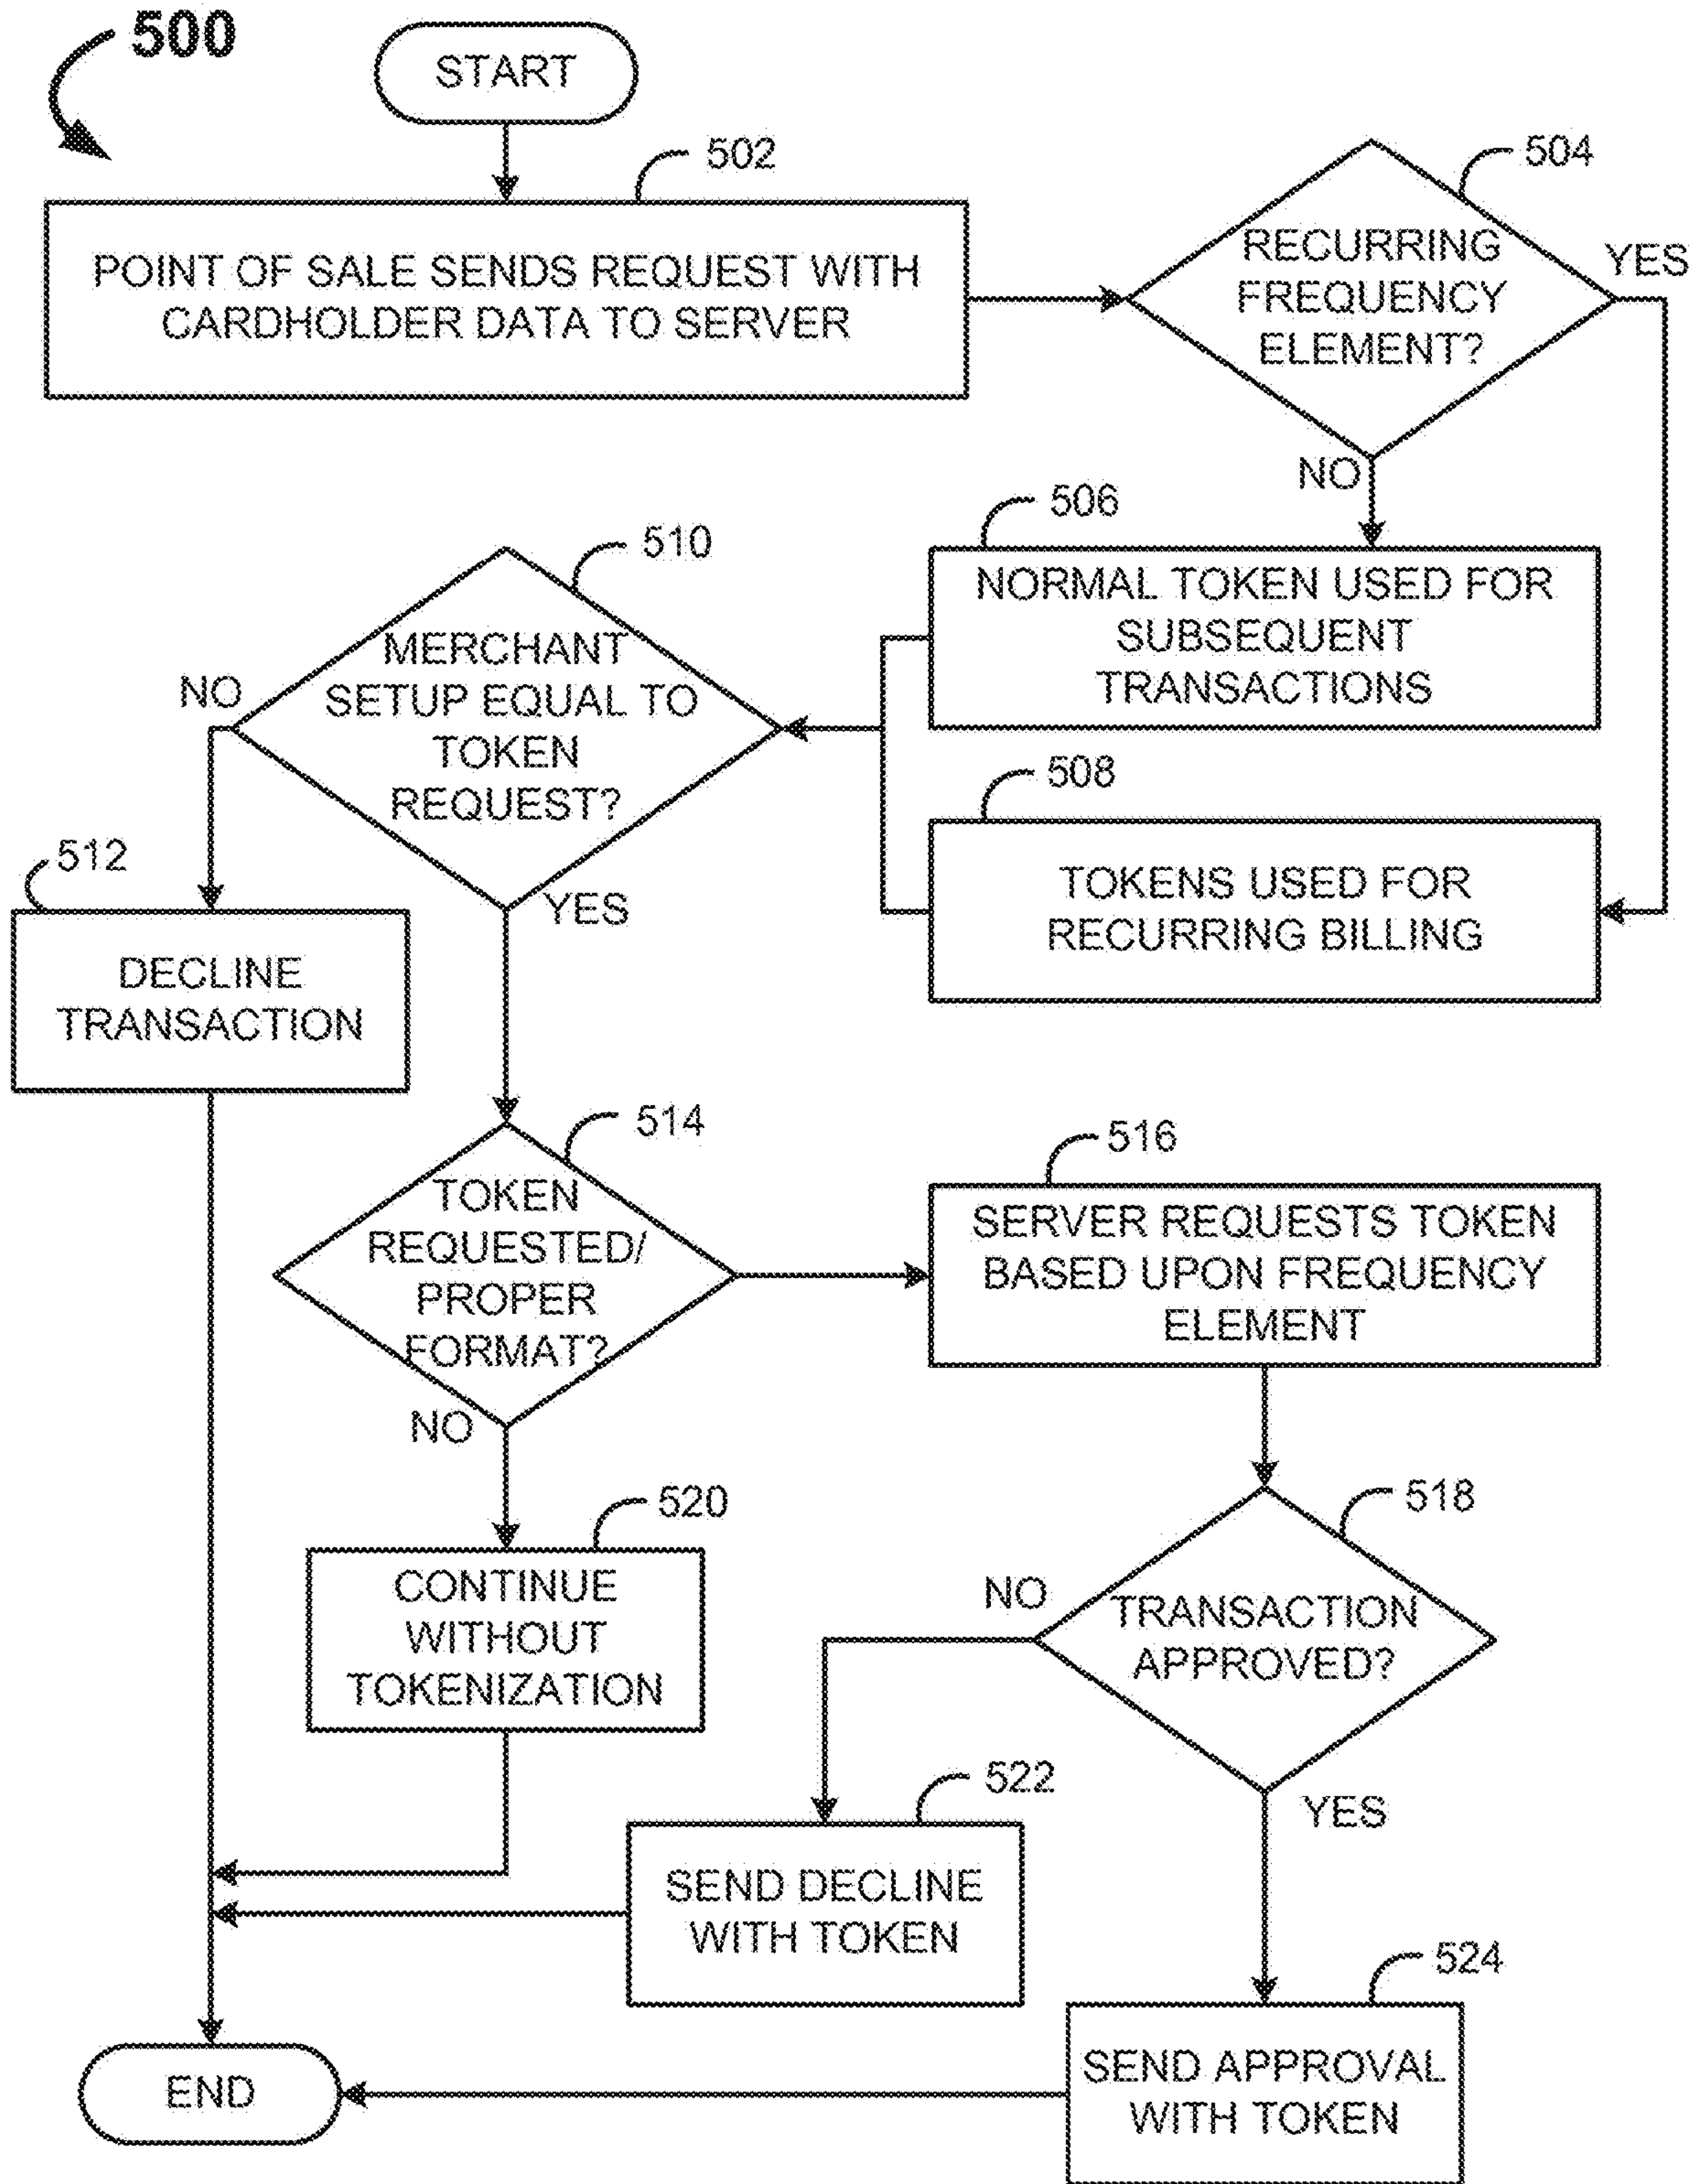 500
START
502
POINT OF SALE SENDS REQUEST WITH
CARDHOLDER DATA TO SERVER
504
RECURRING
FREQUENCY
ELEMENT?
YES
NO
506
NORMAL TOKEN USED FOR
SUBSEQUENT
TRANSACTIONS
508
TOKENS USED FOR
RECURRING BILLING
510
MERCHANT
SETUP EQUAL TO
TOKEN
REQUEST?
NO
YES
512
DECLINE
TRANSACTION
514
TOKEN
REQUESTED/
PROPER
FORMAT?
NO
516
SERVER REQUESTS TOKEN
BASED UPON FREQUENCY
ELEMENT
518
TRANSACTION
APPROVED?
NO
YES
520
CONTINUE
WITHOUT
TOKENIZATION
522
SEND DECLINE
WITH TOKEN
524
SEND APPROVAL
WITH TOKEN
END